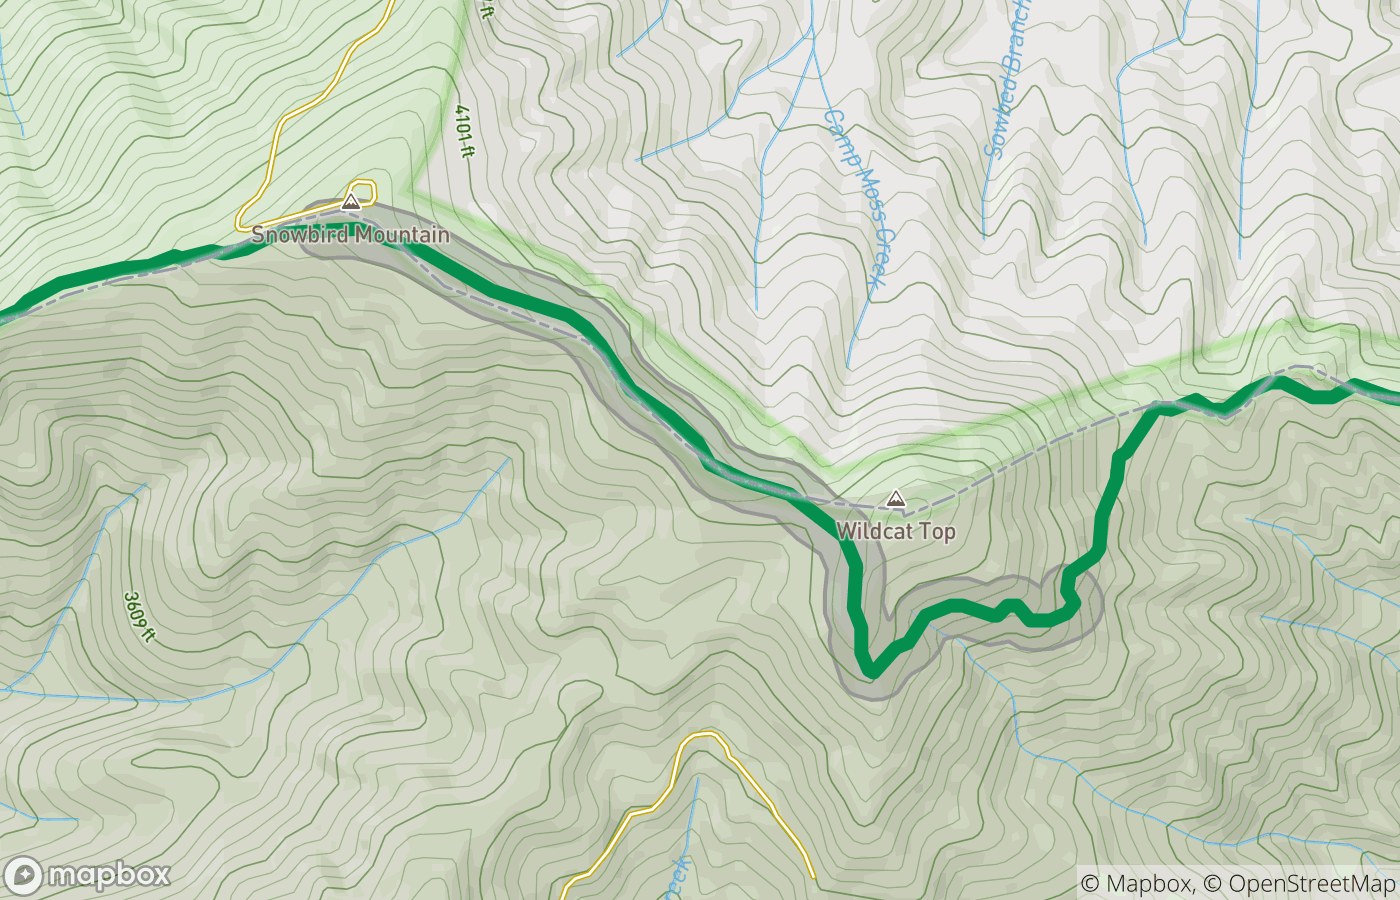 4101 ft
Sowbed Branch
Camp Moss Creek
Snowbird Mountain
Wildcat Top
3609 ft
mapbox
© Mapbox, © OpenStreetMap